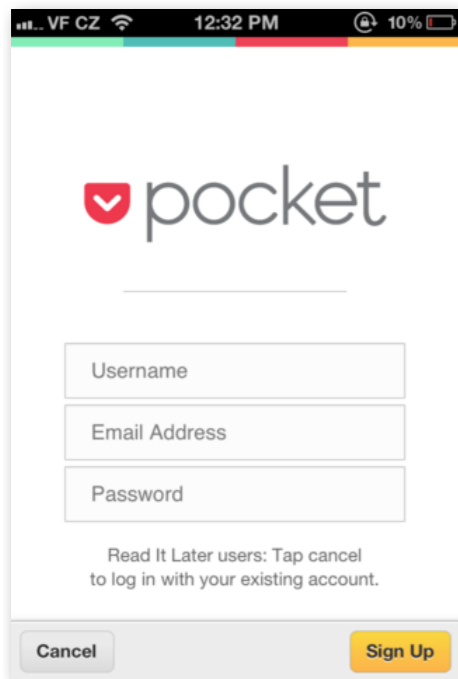 VF CZ 12:32 PM 10%
pocket
Username
Email Address
Password
Read It Later users: Tap cancel
to log in with your existing account.
Cancel Sign Up